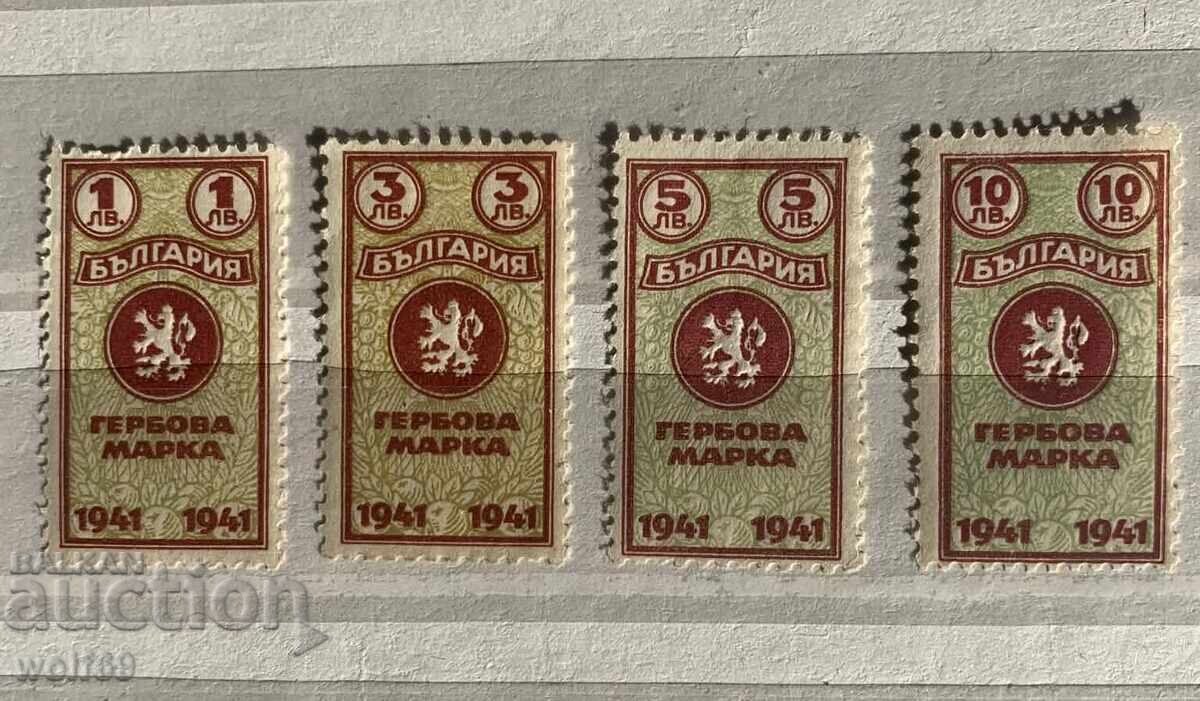 1 ЛВ. 1 ЛВ.
БЪЛГАРИЯ
ГЕРБОВА
МАРКА
1941 1941
3 ЛВ. 3 ЛВ.
БЪЛГАРИЯ
ГЕРБОВА
МАРКА
1941 1941
5 ЛВ. 5 ЛВ.
БЪЛГАРИЯ
ГЕРБОВА
МАРКА
1941 1941
10 ЛВ. 10 ЛВ.
БЪЛГАРИЯ
ГЕРБОВА
МАРКА
1941 1941
BALKAN
auction
wolf69